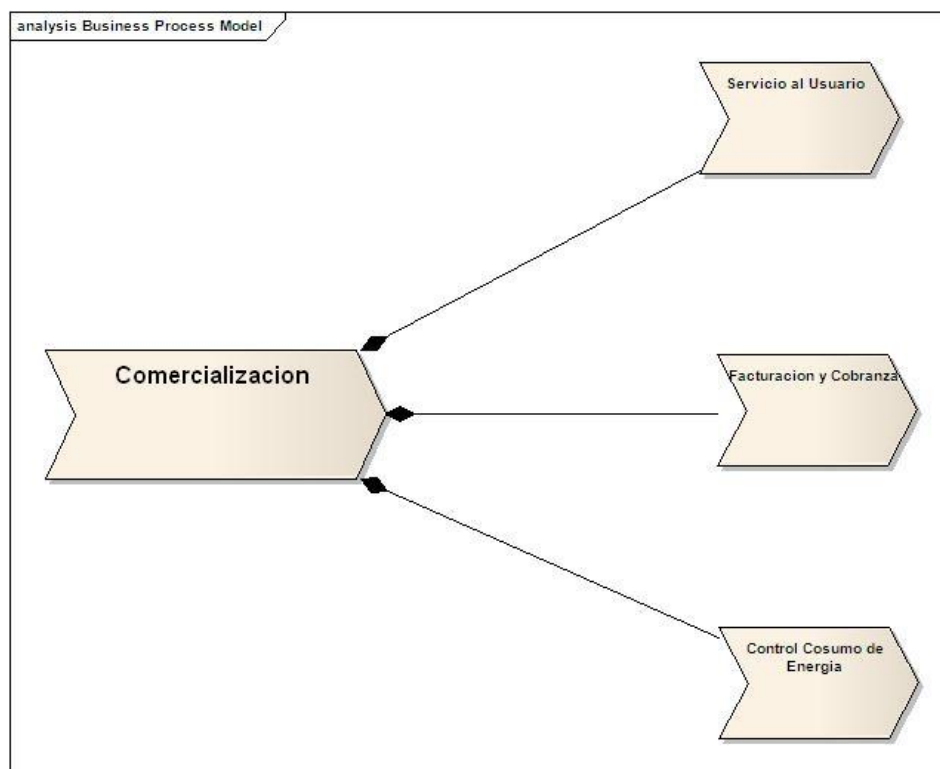 analysis Business Process Model
Servicio al Usuario
Comercializacion
Facturacion y Cobranza
Control Cosumo de
Energia